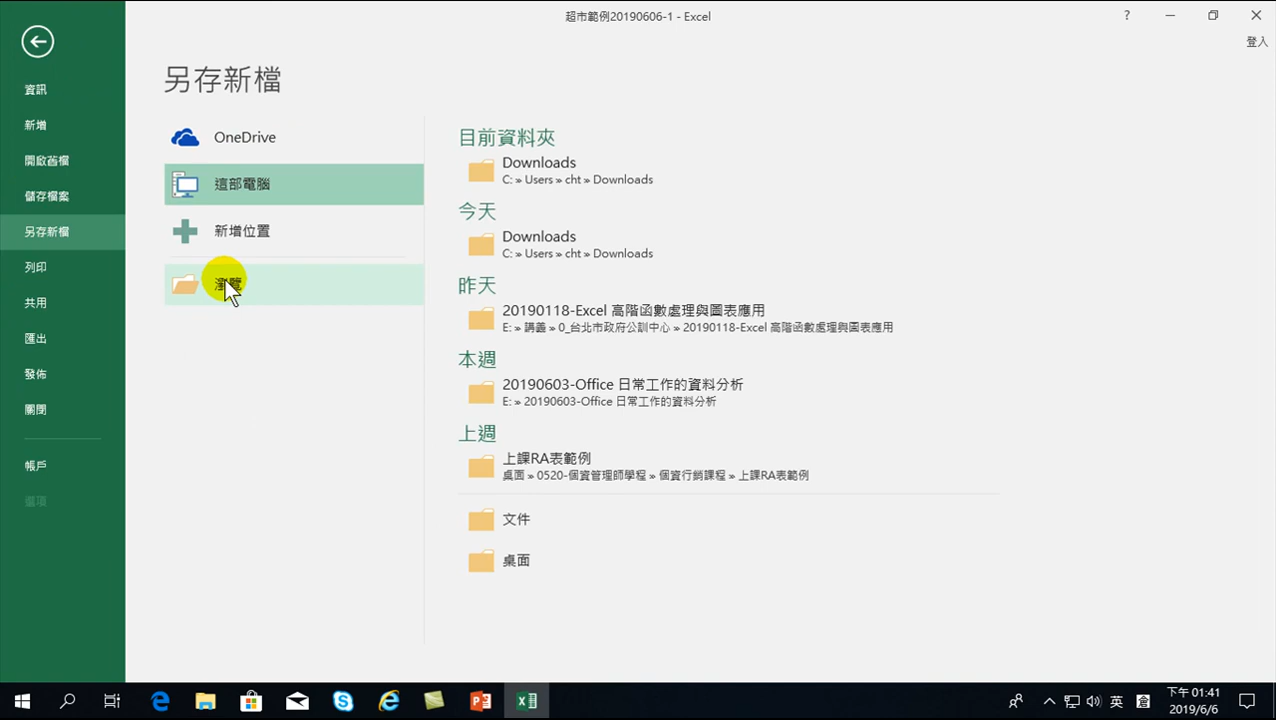 超市範例20190606-1 - Excel
?
登入
資訊
新增
開啟舊檔
儲存檔案
另存新檔
列印
共用
匯出
發佈
關閉
帳戶
選項
另存新檔
OneDrive
這部電腦
新增位置
瀏覽
目前資料夾
Downloads
C: » Users » cht » Downloads
今天
Downloads
C: » Users » cht » Downloads
昨天
20190118-Excel 高階函數處理與圖表應用
E: » 講義 » 0_台北市政府公訓中心 » 20190118-Excel 高階函數處理與圖表應用
本週
20190603-Office 日常工作的資料分析
E: » 20190603-Office 日常工作的資料分析
上週
上課RA表範例
桌面 » 0520-個資管理師學程 » 個資行銷課程 » 上課RA表範例
文件
桌面
英
倉
下午 01:41
2019/6/6